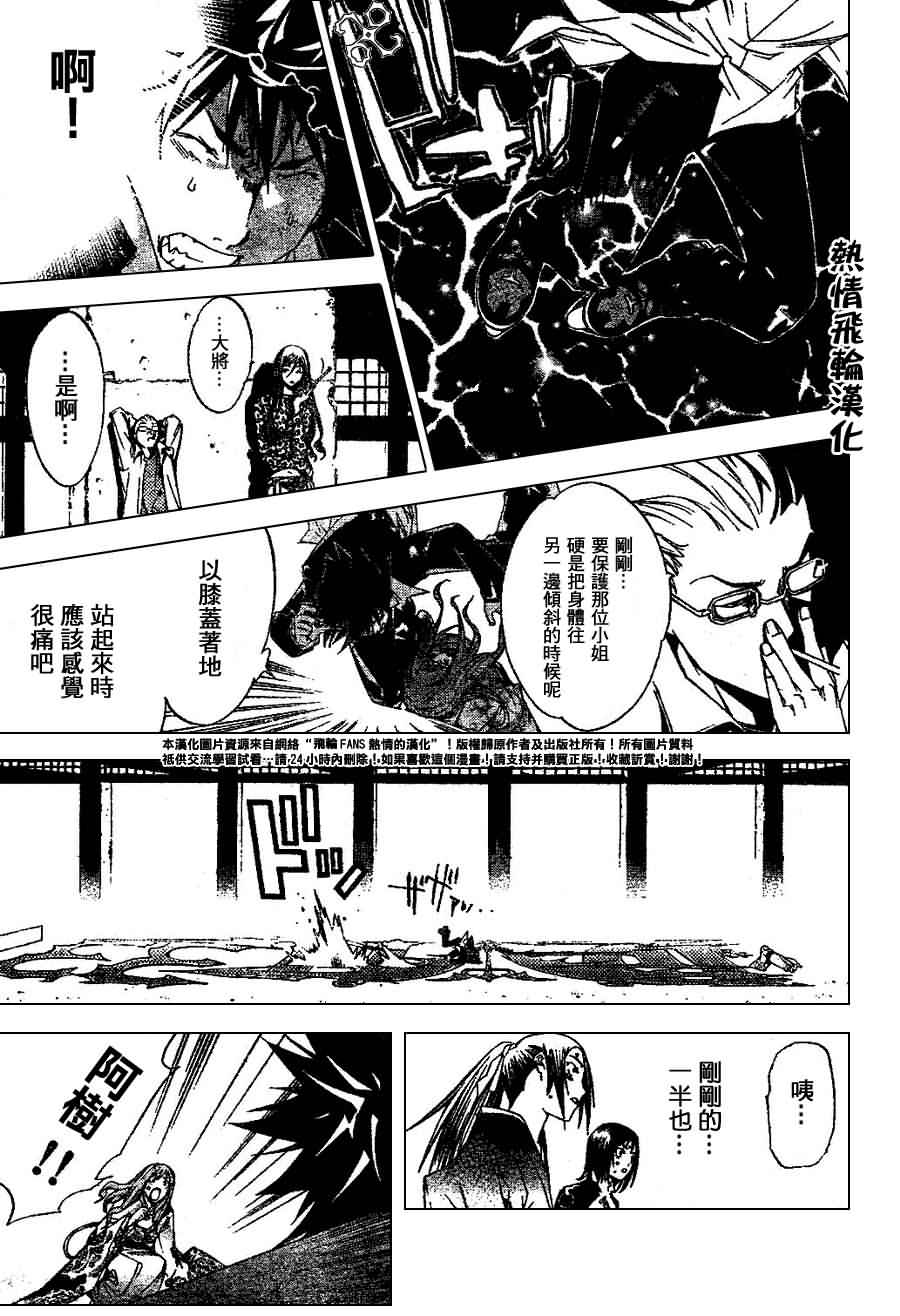 啊！
熱情飛輪漢化
…大將…
…是啊…
剛剛…
要保護那位小姐
硬是把身體往
另一邊傾斜的時候呢
以膝蓋著地
站起來時
應該感覺
很痛吧
本漢化圖片資源來自網絡“飛輪FANS熱情的漢化”！版權歸原作者及出版社所有！所有圖片資料
祗供交流學習試看…請24小時內刪除！如果喜歡這個漫畫！請支持并購買正版！收藏訢賞！謝謝！
ドドド
ザザァ
咦…
剛剛的…
一半也…
阿樹!!